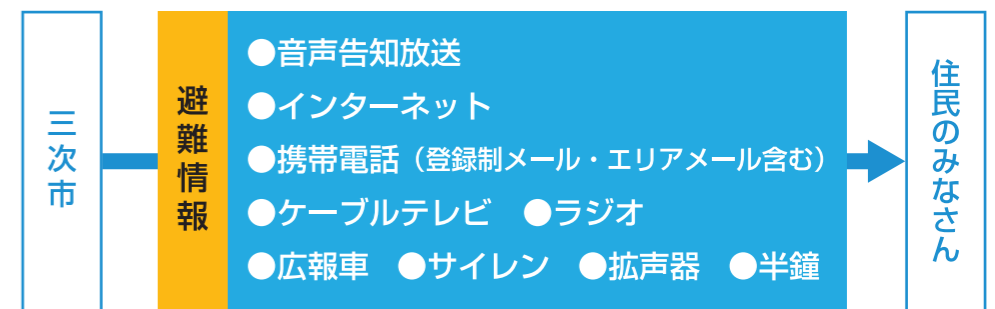 三次市
避難情報
●音声告知放送
●インターネット
●携帯電話（登録制メール・エリアメール含む）
●ケーブルテレビ　●ラジオ
●広報車　●サイレン　●拡声器　●半鐘
住民のみなさん